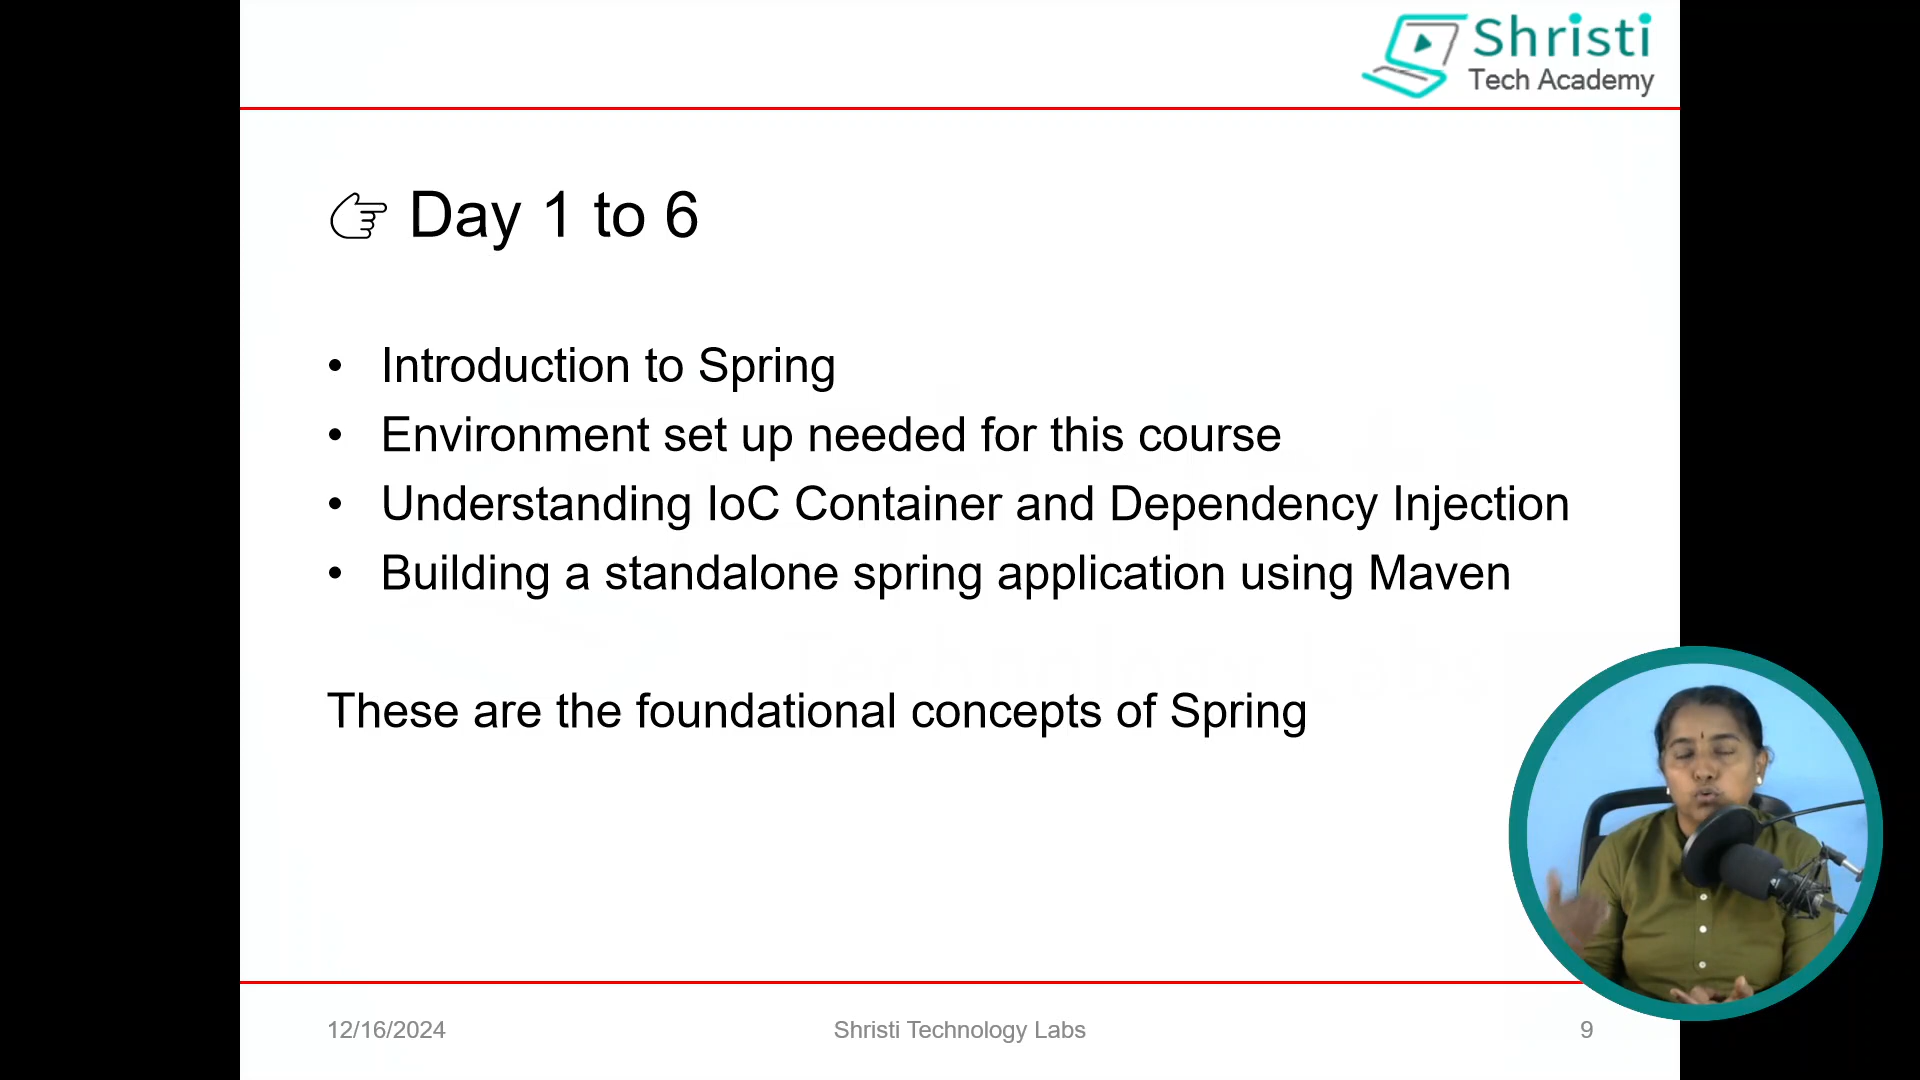 Shristi
Tech Academy
Day 1 to 6
• Introduction to Spring
• Environment set up needed for this course
• Understanding IoC Container and Dependency Injection
• Building a standalone spring application using Maven
These are the foundational concepts of Spring
12/16/2024
Shristi Technology Labs
9